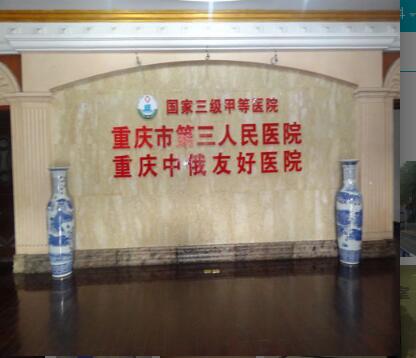 国家三级甲等医院
重庆市第三人民医院
重庆中俄友好医院